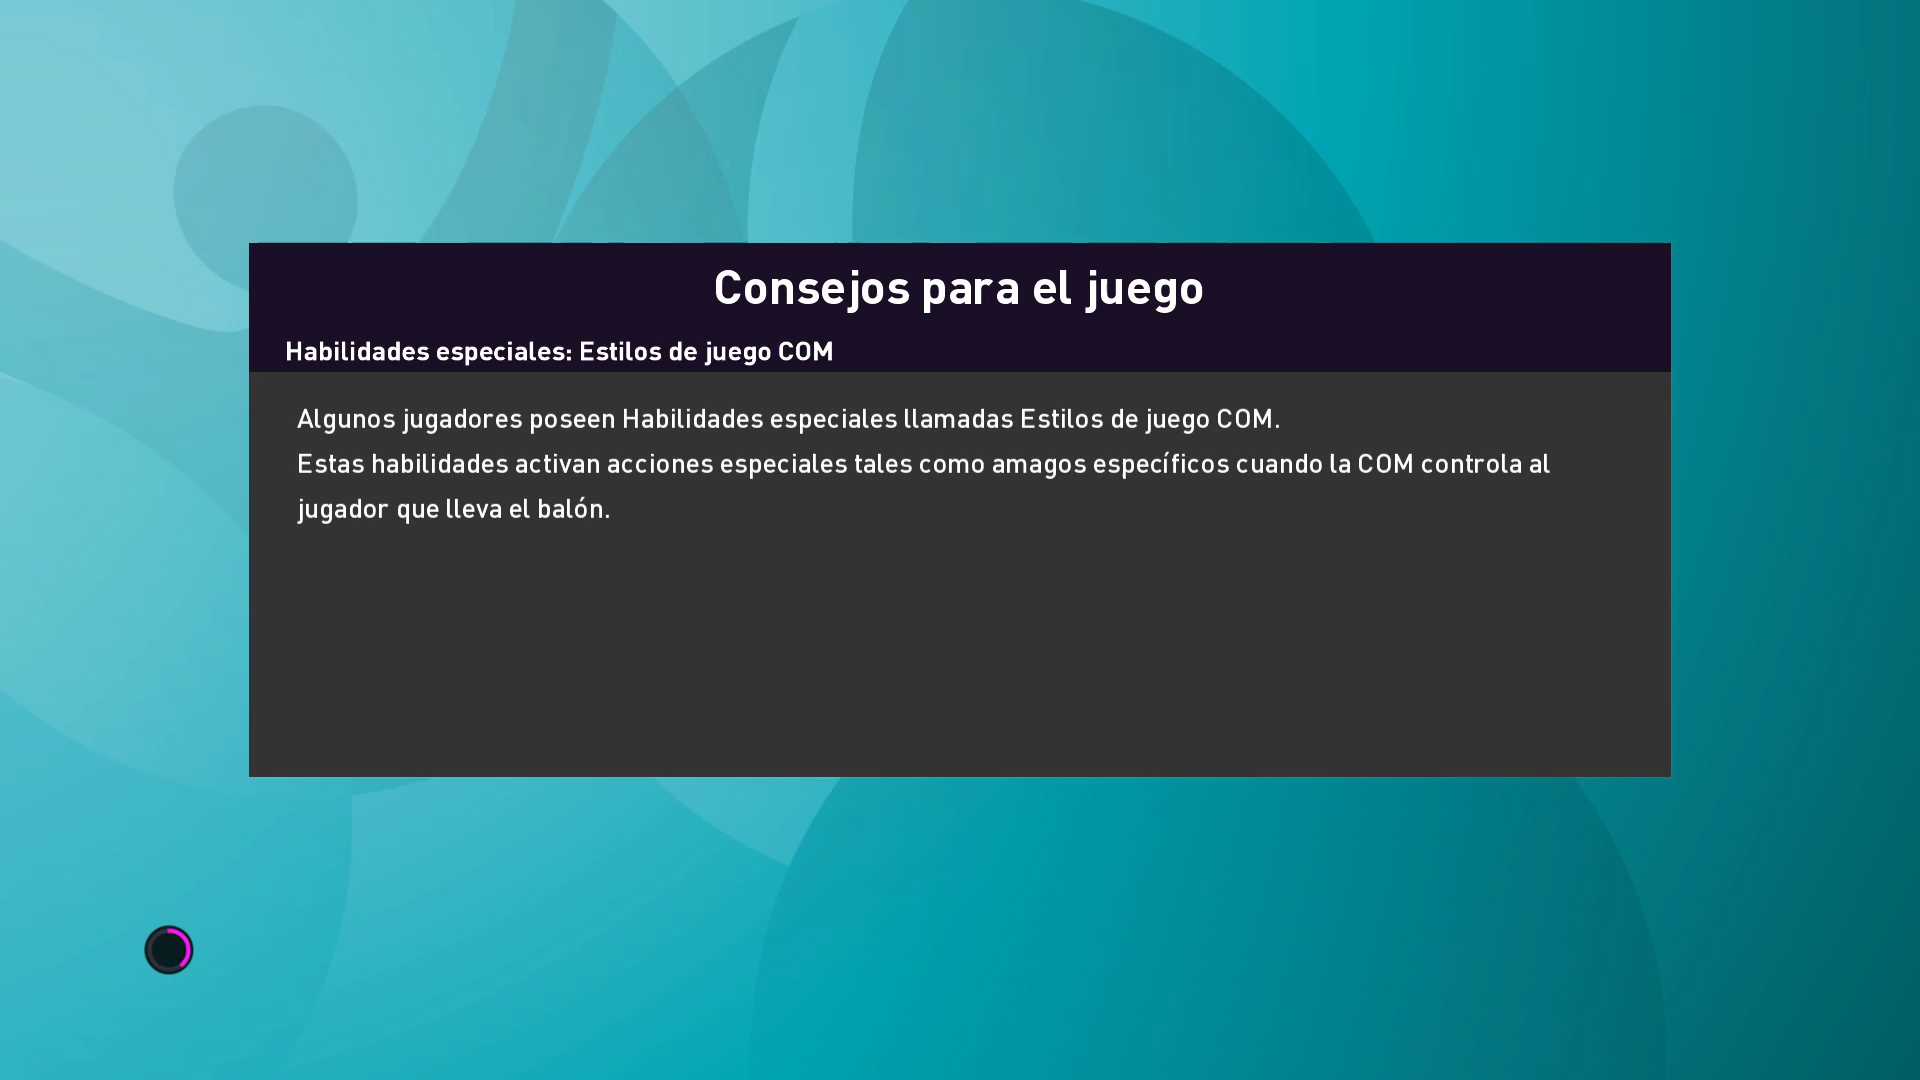 Consejos para el juego
Habilidades especiales: Estilos de juego COM
Algunos jugadores poseen Habilidades especiales llamadas Estilos de juego COM.
Estas habilidades activan acciones especiales tales como amagos específicos cuando la COM controla al
jugador que lleva el balón.